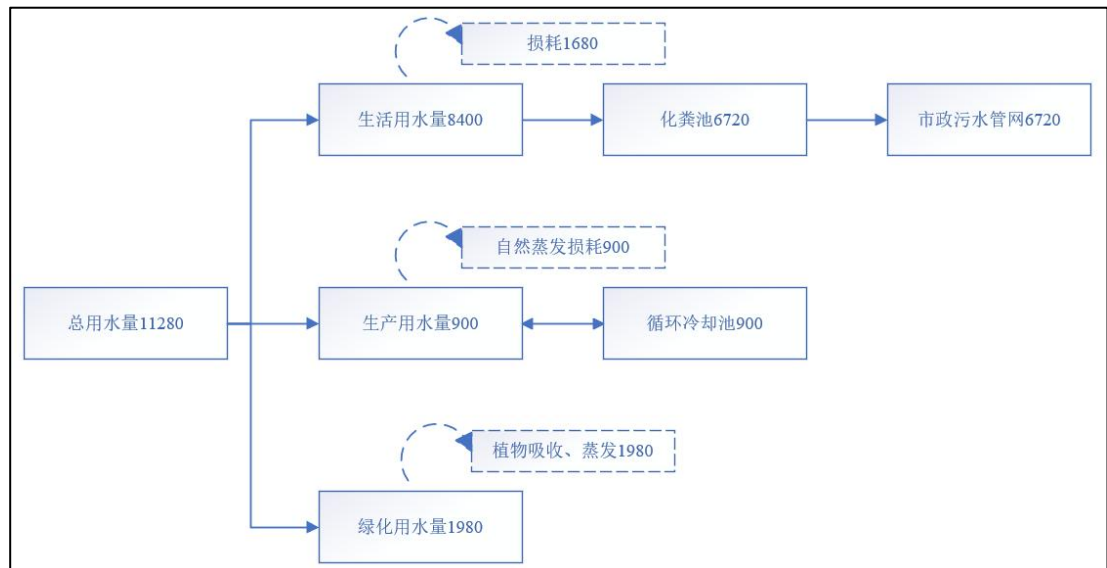 损耗1680
生活用水量8400
化粪池6720
市政污水管网6720
自然蒸发损耗900
总用水量11280
生产用水量900
循环冷却池900
植物吸收、蒸发1980
绿化用水量1980